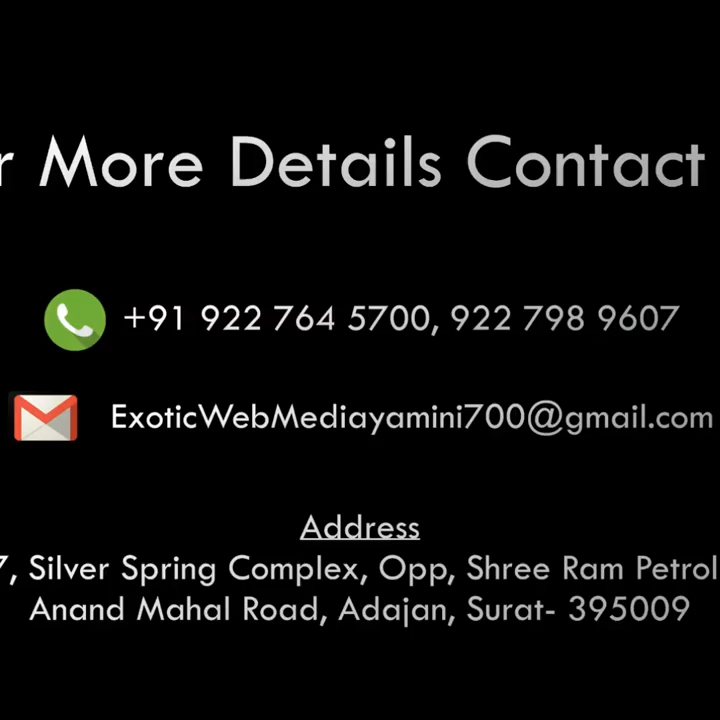 r More Details Contact
+91 922 764 5700, 922 798 9607
ExoticWebMediayamini700@gmail.com
Address
7, Silver Spring Complex, Opp, Shree Ram Petrol
Anand Mahal Road, Adajan, Surat- 395009